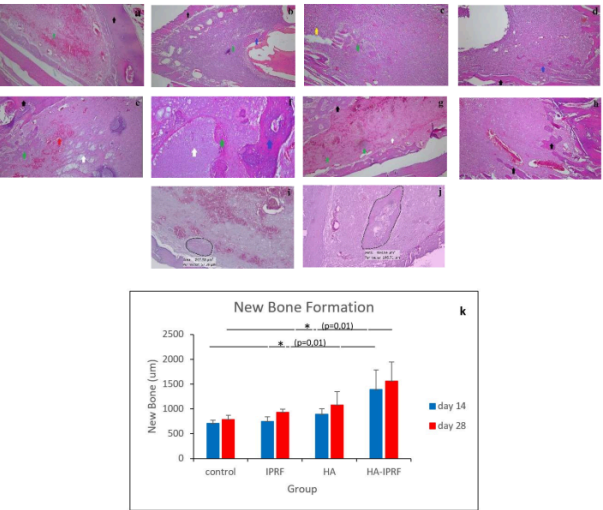 a
b
c
d
e
f
g
h
i
j
New Bone Formation
k
* (p=0,01)
* (p=0,01)
2500
2000
1500
1000
500
0
New Bone (um)
day 14
day 28
control IPRF HA HA-IPRF
Group